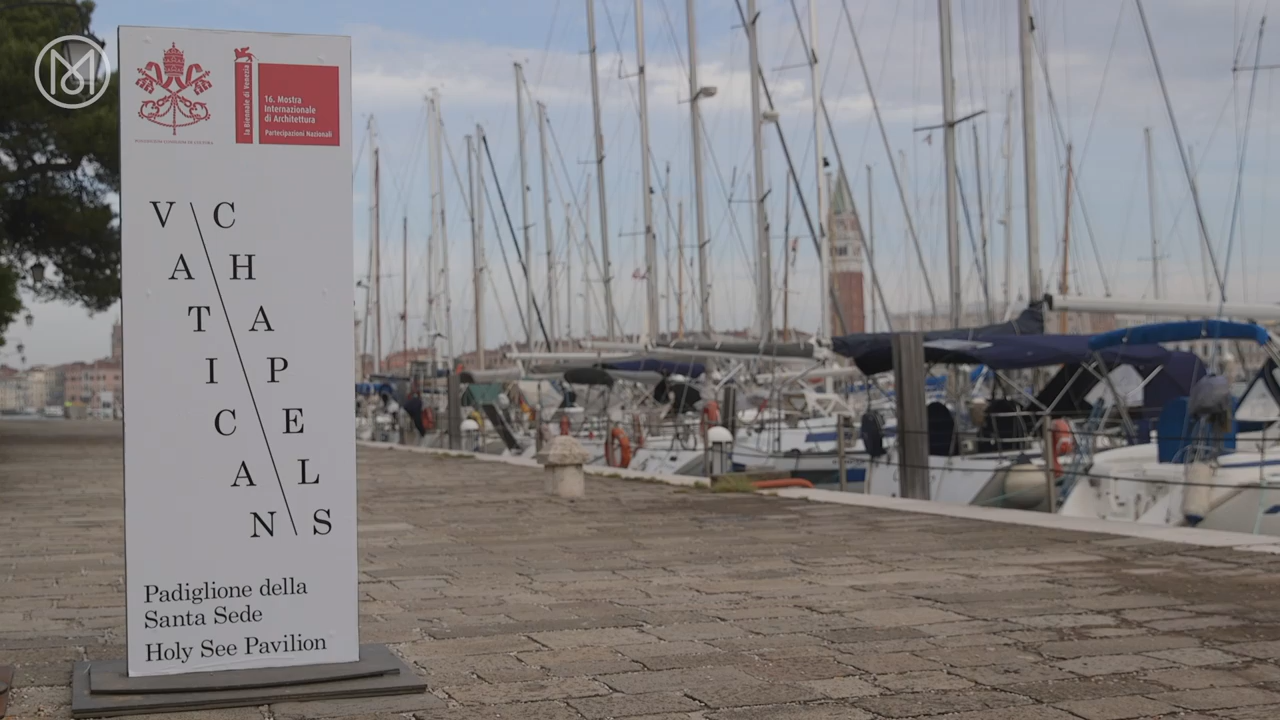 la Biennale di Venezia
16. Mostra
Internazionale
di Architettura
Partecipazioni Nazionali
VATICAN
CHAPELS
Padiglione della
Santa Sede
Holy See Pavilion